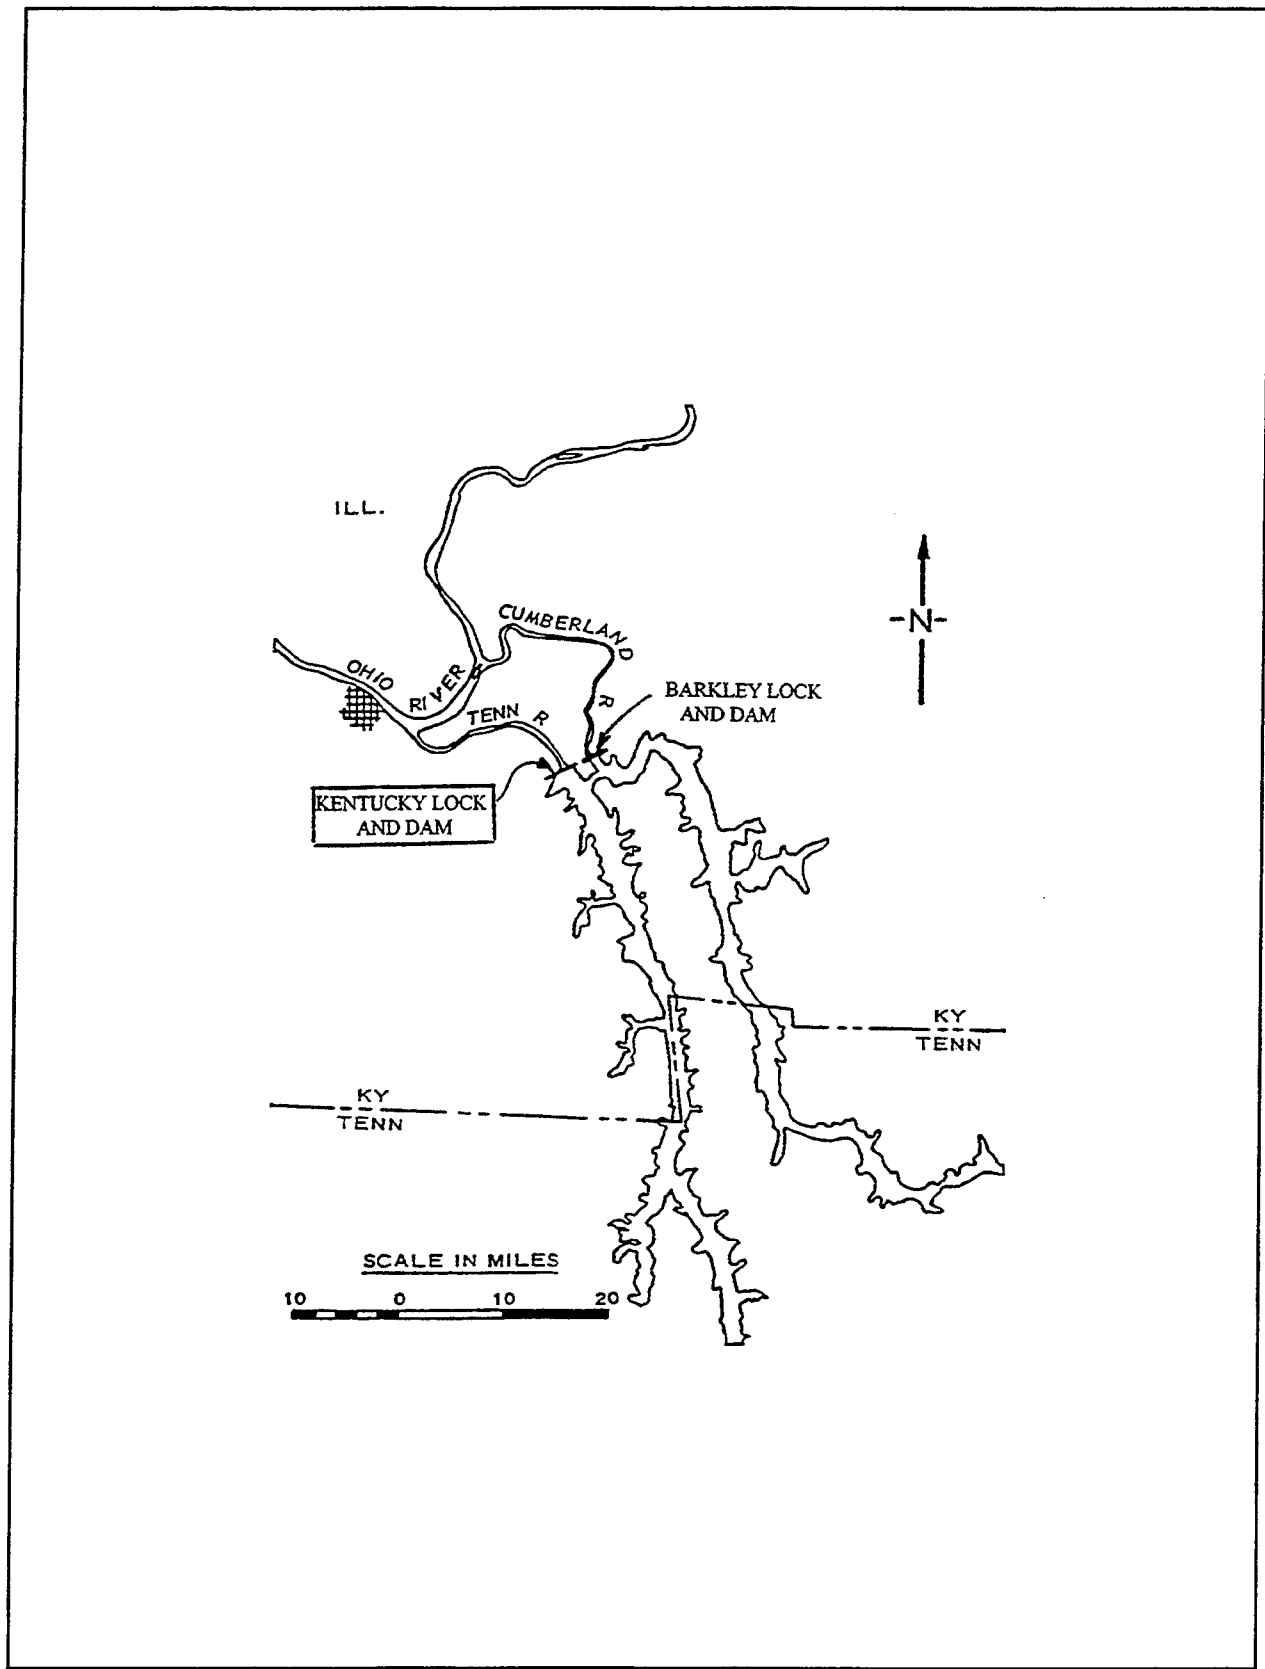 ILL.
CUMBERLAND R
OHIO RIVER
-N-
TENN R
BARKLEY LOCK
AND DAM
KENTUCKY LOCK
AND DAM
KY
TENN
KY
TENN
SCALE IN MILES
10 0 10 20